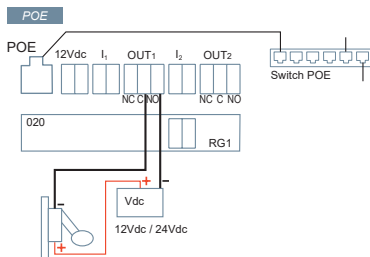 POE
POE
12Vdc I₁ OUT₁ I₂ OUT₂
Switch POE
NC C NO NC C NO
020
RG1
+ -
Vdc
-
12Vdc / 24Vdc
+